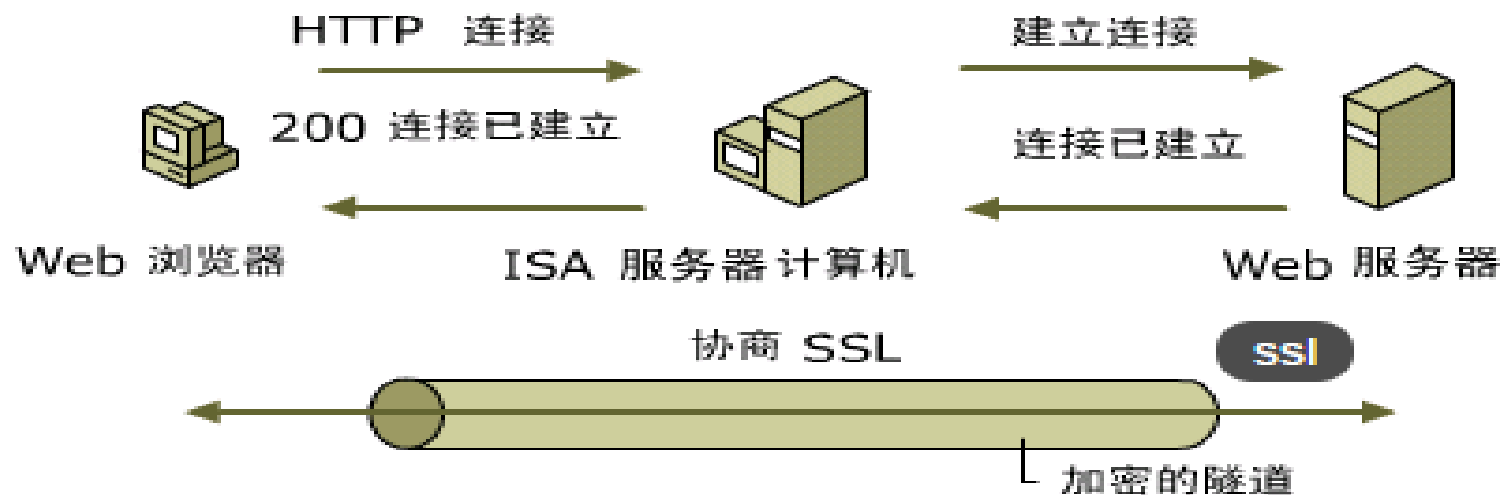 HTTP 连接
建立连接
200 连接已建立
连接已建立
Web 浏览器
ISA 服务器计算机
Web 服务器
协商 SSL
ssl
加密的隧道